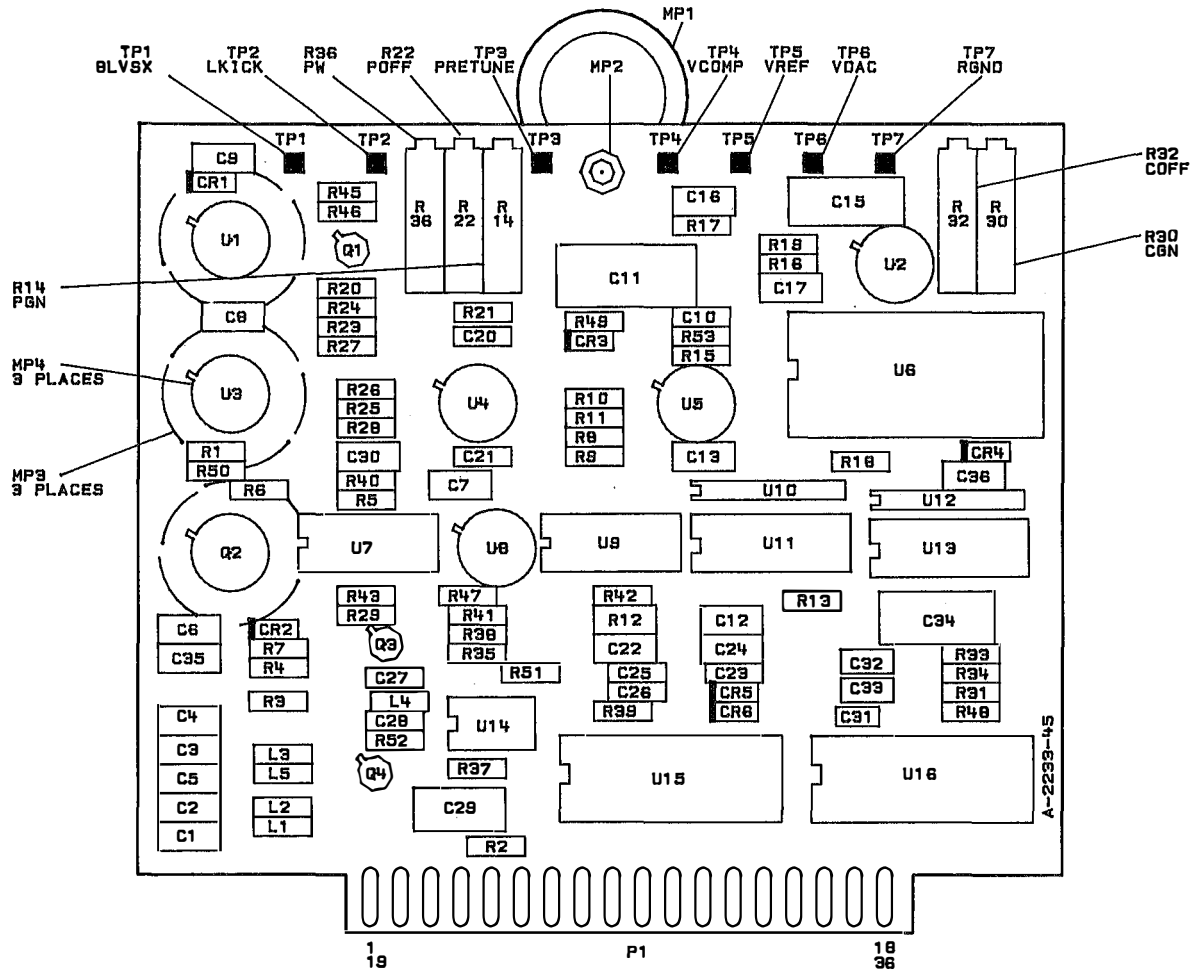 MP1
TP1
BLVSX
TP2
LKICK
R36
PW
R22
POFF
TP3
PRETUNE
MP2
TP4
VCOMP
TP5
VREF
TP6
VDAC
TP7
RGND
TP1
TP2
TP3
TP4
TP5
TP6
TP7
R32
COFF
R30
CGN
R14
PGN
MP4
3 PLACES
MP3
3 PLACES
C9
CR1
U1
C8
U3
R1
R50
R6
Q2
R45
R46
Q1
R20
R24
R23
R27
R26
R25
R28
C30
R40
R5
R
36
R
22
R
14
R21
C20
U4
C21
C7
C11
R49
CR3
R10
R11
R8
R9
C16
R17
C10
R53
R15
U5
C13
C15
R19
R16
C17
U2
R
32
R
30
U6
R18
CR4
C36
U10
U12
U7
U8
U9
U11
U13
C6
C35
CR2
R7
R4
R3
R43
R29
Q3
C27
L4
C28
R52
Q4
R47
R41
R38
R35
R51
U14
R37
C29
R2
R42
R12
C22
C25
C26
R39
C12
C24
C23
CR5
CR6
R13
C34
C32
C33
C31
R33
R34
R31
R48
C4
C3
C5
C2
C1
L3
L5
L2
L1
U15
U16
A-2233-45
1
19
P1
18
36